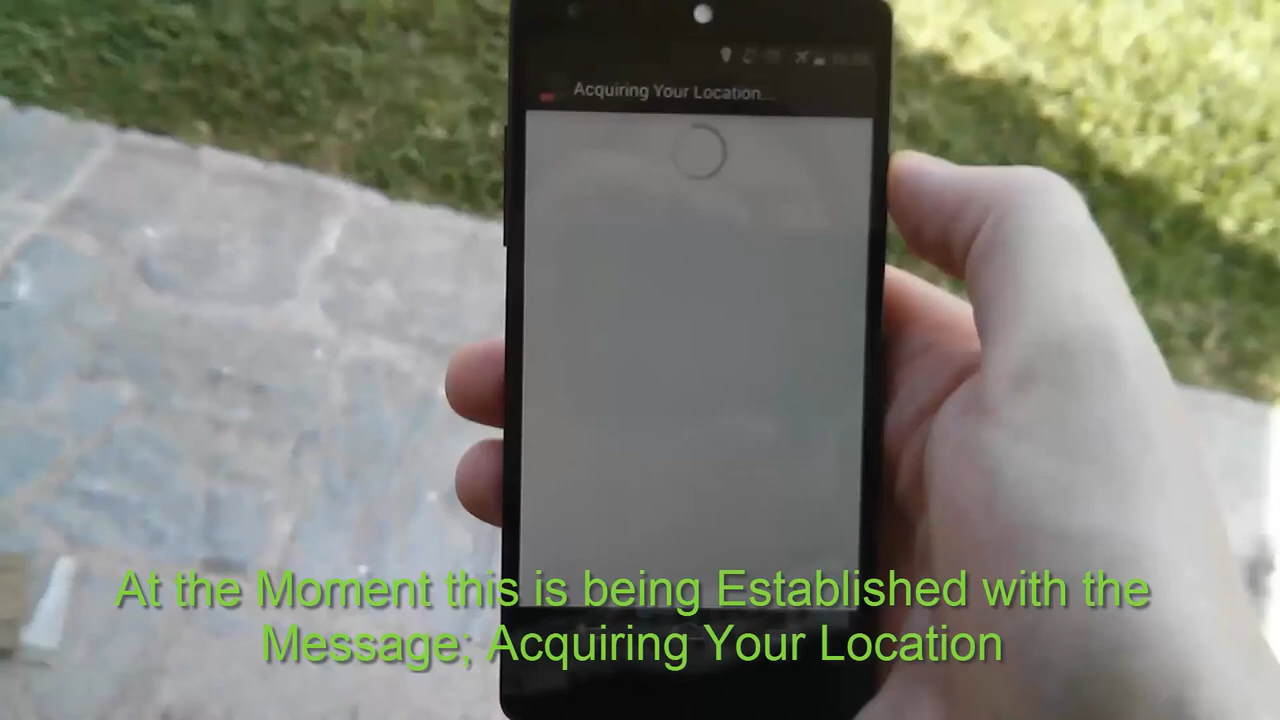 Acquiring Your Location...
At the Moment this is being Established with the
Message; Acquiring Your Location